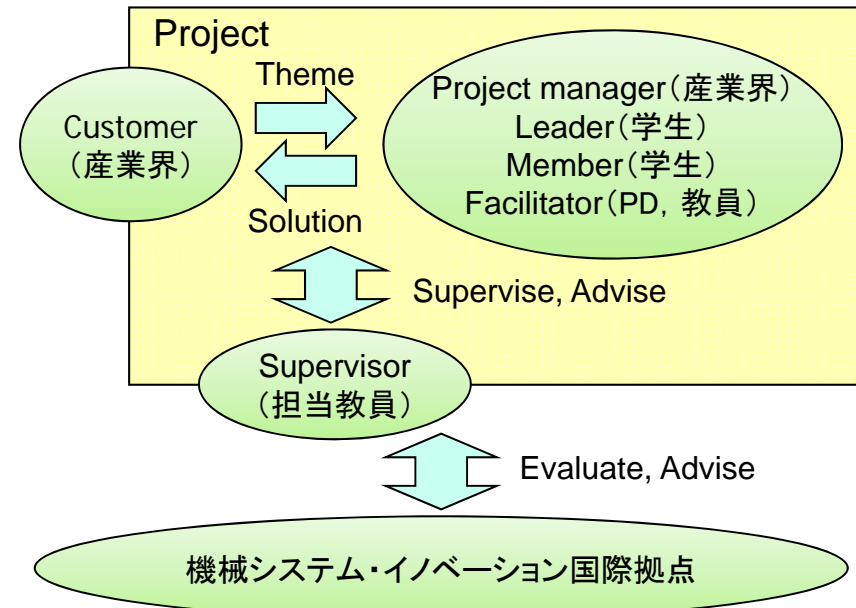 Project
Theme
Customer
（産業界）
Project manager（産業界）
Leader（学生）
Member（学生）
Facilitator（PD，教員）
Solution
Supervise, Advise
Supervisor
（担当教員）
Evaluate, Advise
機械システム・イノベーション国際拠点